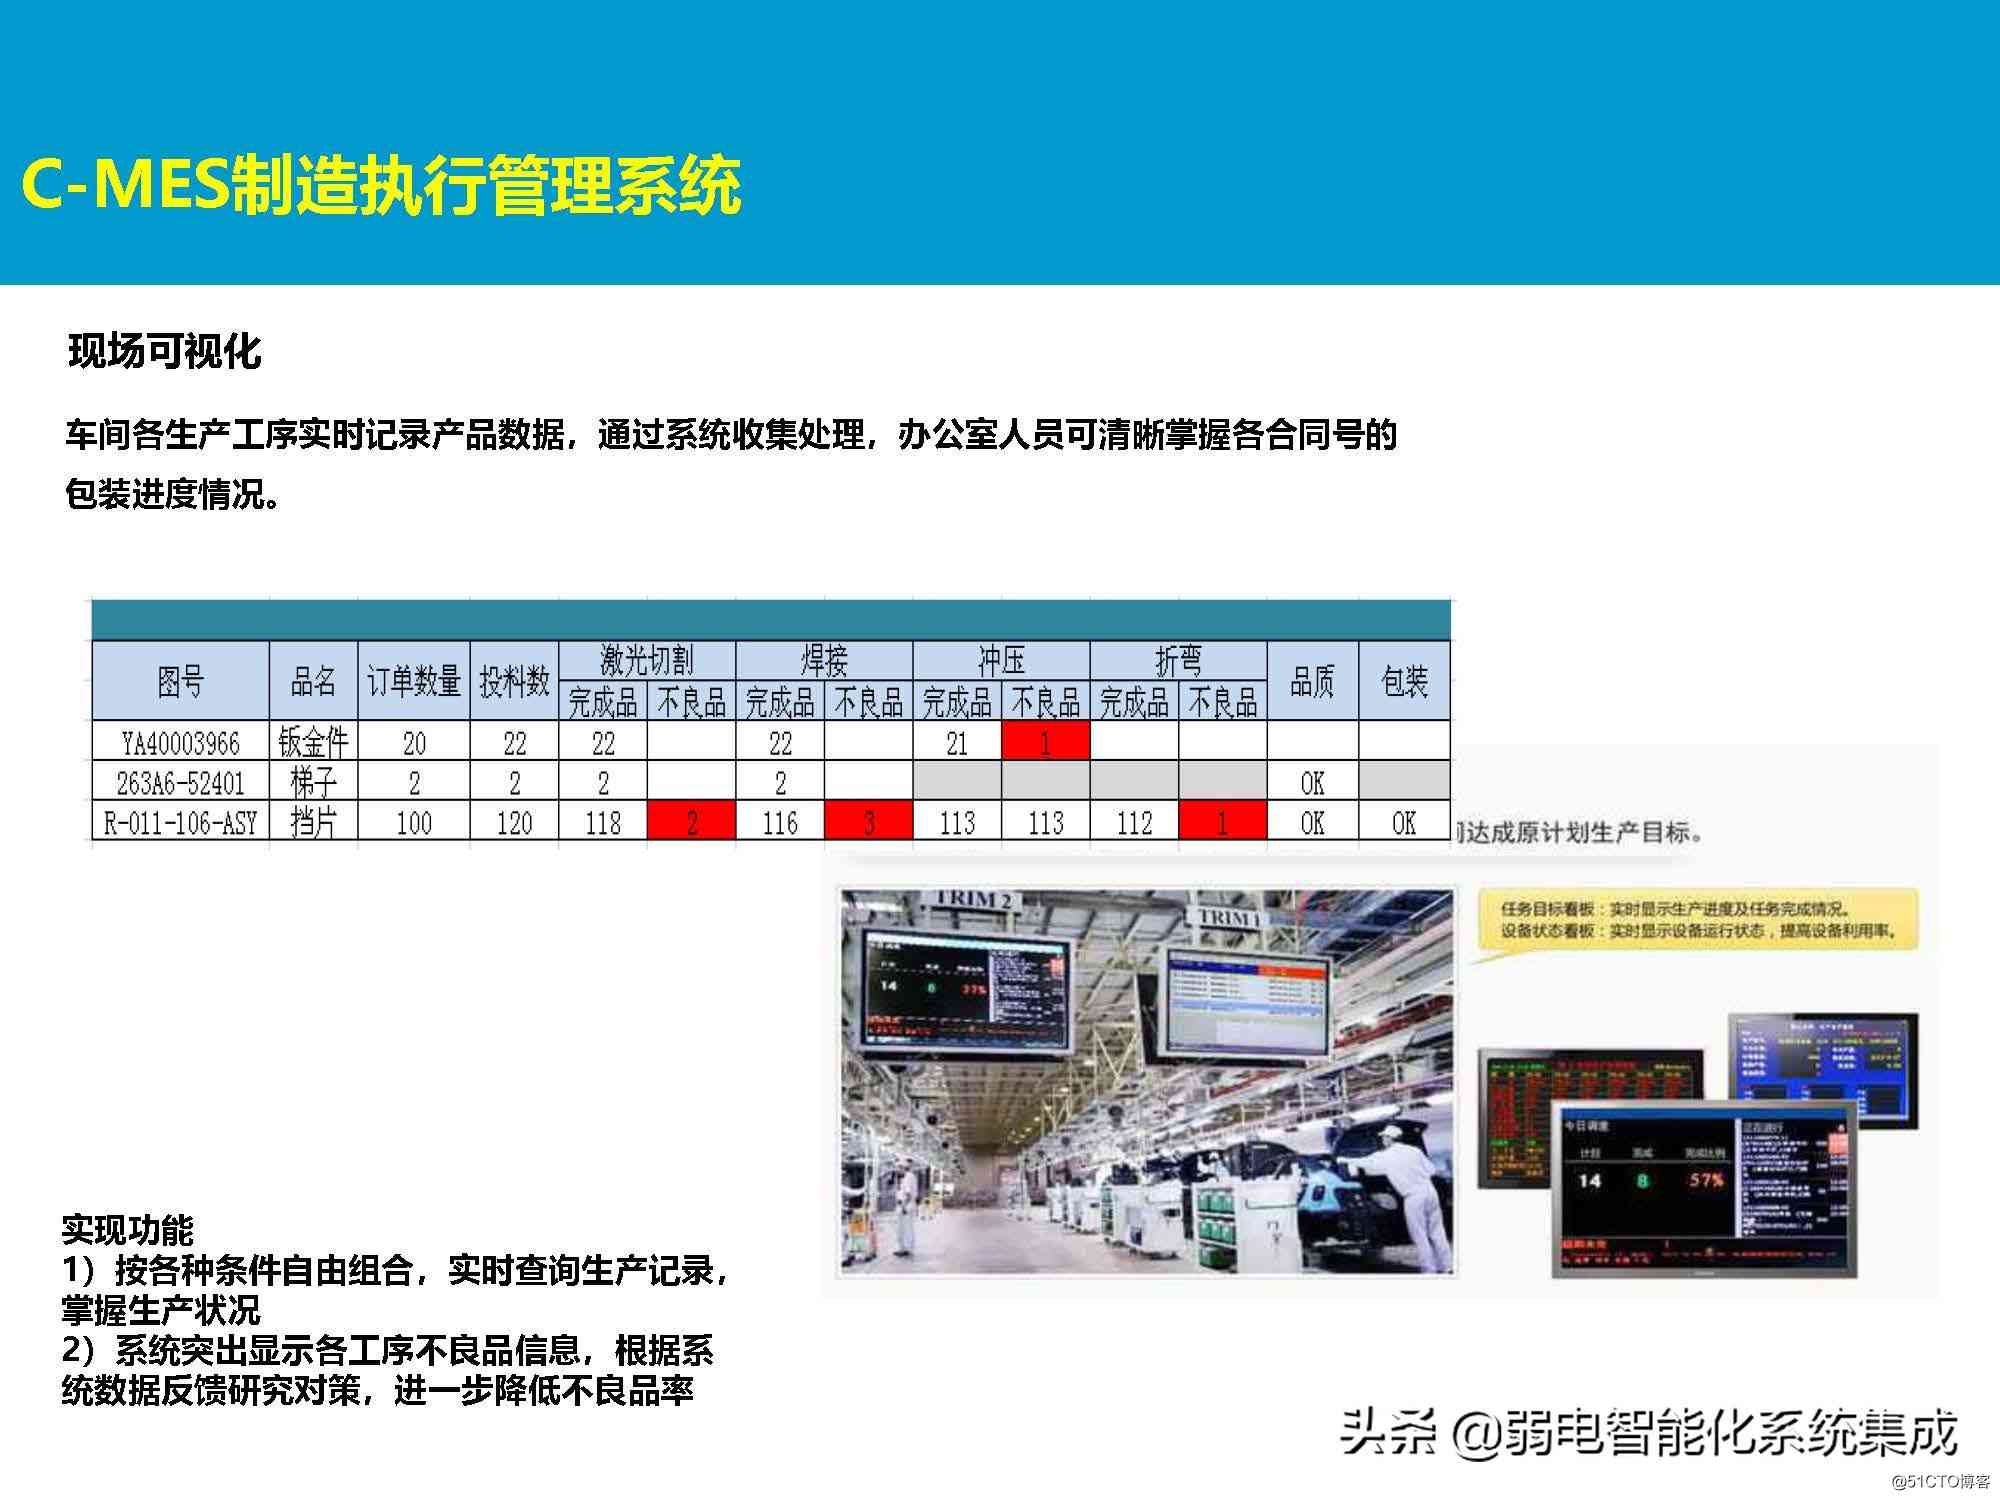 C-MES制造执行管理系统
现场可视化
车间各生产工序实时记录产品数据，通过系统收集处理，办公室人员可清晰掌握各合同号的
包装进度情况。
图号 品名 订单数量 投料数 激光切割 焊接 冲压 折弯 品质 包装
完成品 不良品 完成品 不良品 完成品 不良品 完成品 不良品
YA40003966 钣金件 20 22 22 22 21 1
263A6-52401 梯子 2 2 2 2 OK
R-011-106-ASY 挡片 100 120 118 2 116 3 113 113 112 1 OK OK
达成原计划生产目标。
TRIM 2
TRIM 1
14 8 37%
任务目标看板：实时显示生产进度及任务完成情况。
设备状态看板：实时显示设备运行状态，提高设备利用率。
今日调度
计划 完成 完成比例
14 8 57%
正在进行
实现功能
1）按各种条件自由组合，实时查询生产记录，
掌握生产状况
2）系统突出显示各工序不良品信息，根据系
统数据反馈研究对策，进一步降低不良品率
头条 @弱电智能化系统集成
@51CTO博客